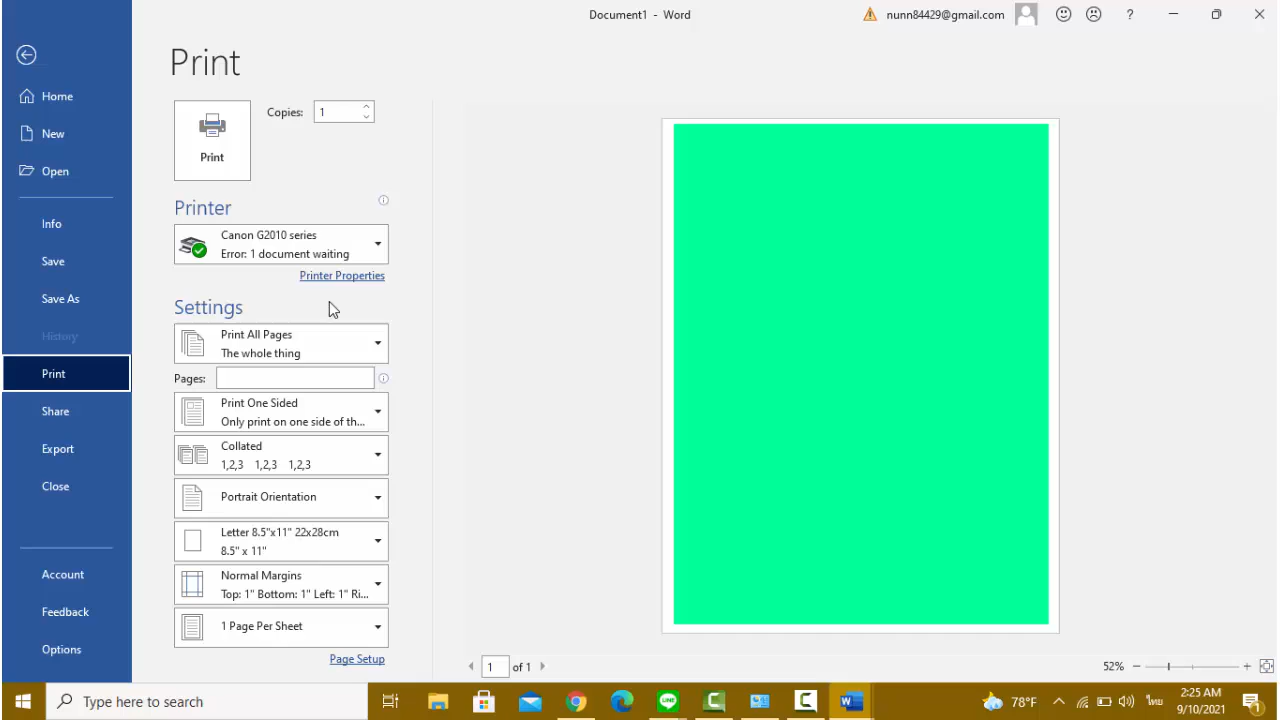 Document1 - Word
nunn84429@gmail.com
?
Print
Home
New
Open
Info
Save
Save As
History
Print
Share
Export
Close
Account
Feedback
Options
Print
Copies: 1
Printer
Canon G2010 series
Error: 1 document waiting
Printer Properties
Settings
Print All Pages
The whole thing
Pages:
Print One Sided
Only print on one side of th...
Collated
1,2,3 1,2,3 1,2,3
Portrait Orientation
Letter 8.5"x11" 22x28cm
8.5" x 11"
Normal Margins
Top: 1" Bottom: 1" Left: 1" Ri...
1 Page Per Sheet
Page Setup
1 of 1
52%
Type here to search
LINE
78°F
ไทย
2:25 AM
9/10/2021
1